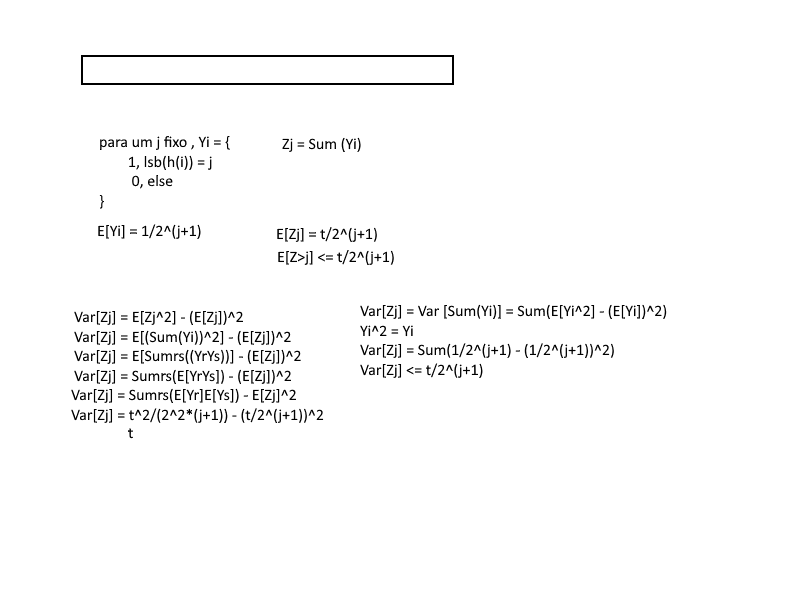 para um j fixo , Yi = {
1, lsb(h(i)) = j
0, else
}
Zj = Sum (Yi)
E[Yi] = 1/2^(j+1)
E[Zj] = t/2^(j+1)
E[Z>j] <= t/2^(j+1)
Var[Zj] = E[Zj^2] - (E[Zj])^2
Var[Zj] = E[(Sum(Yi))^2] - (E[Zj])^2
Var[Zj] = E[Sumrs((YrYs))] - (E[Zj])^2
Var[Zj] = Sumrs(E[YrYs]) - (E[Zj])^2
Var[Zj] = Sumrs(E[Yr]E[Ys]) - E[Zj]^2
Var[Zj] = t^2/(2^2*(j+1)) - (t/2^(j+1))^2
t
Var[Zj] = Var [Sum(Yi)] = Sum(E[Yi^2] - (E[Yi])^2)
Yi^2 = Yi
Var[Zj] = Sum(1/2^(j+1) - (1/2^(j+1))^2)
Var[Zj] <= t/2^(j+1)